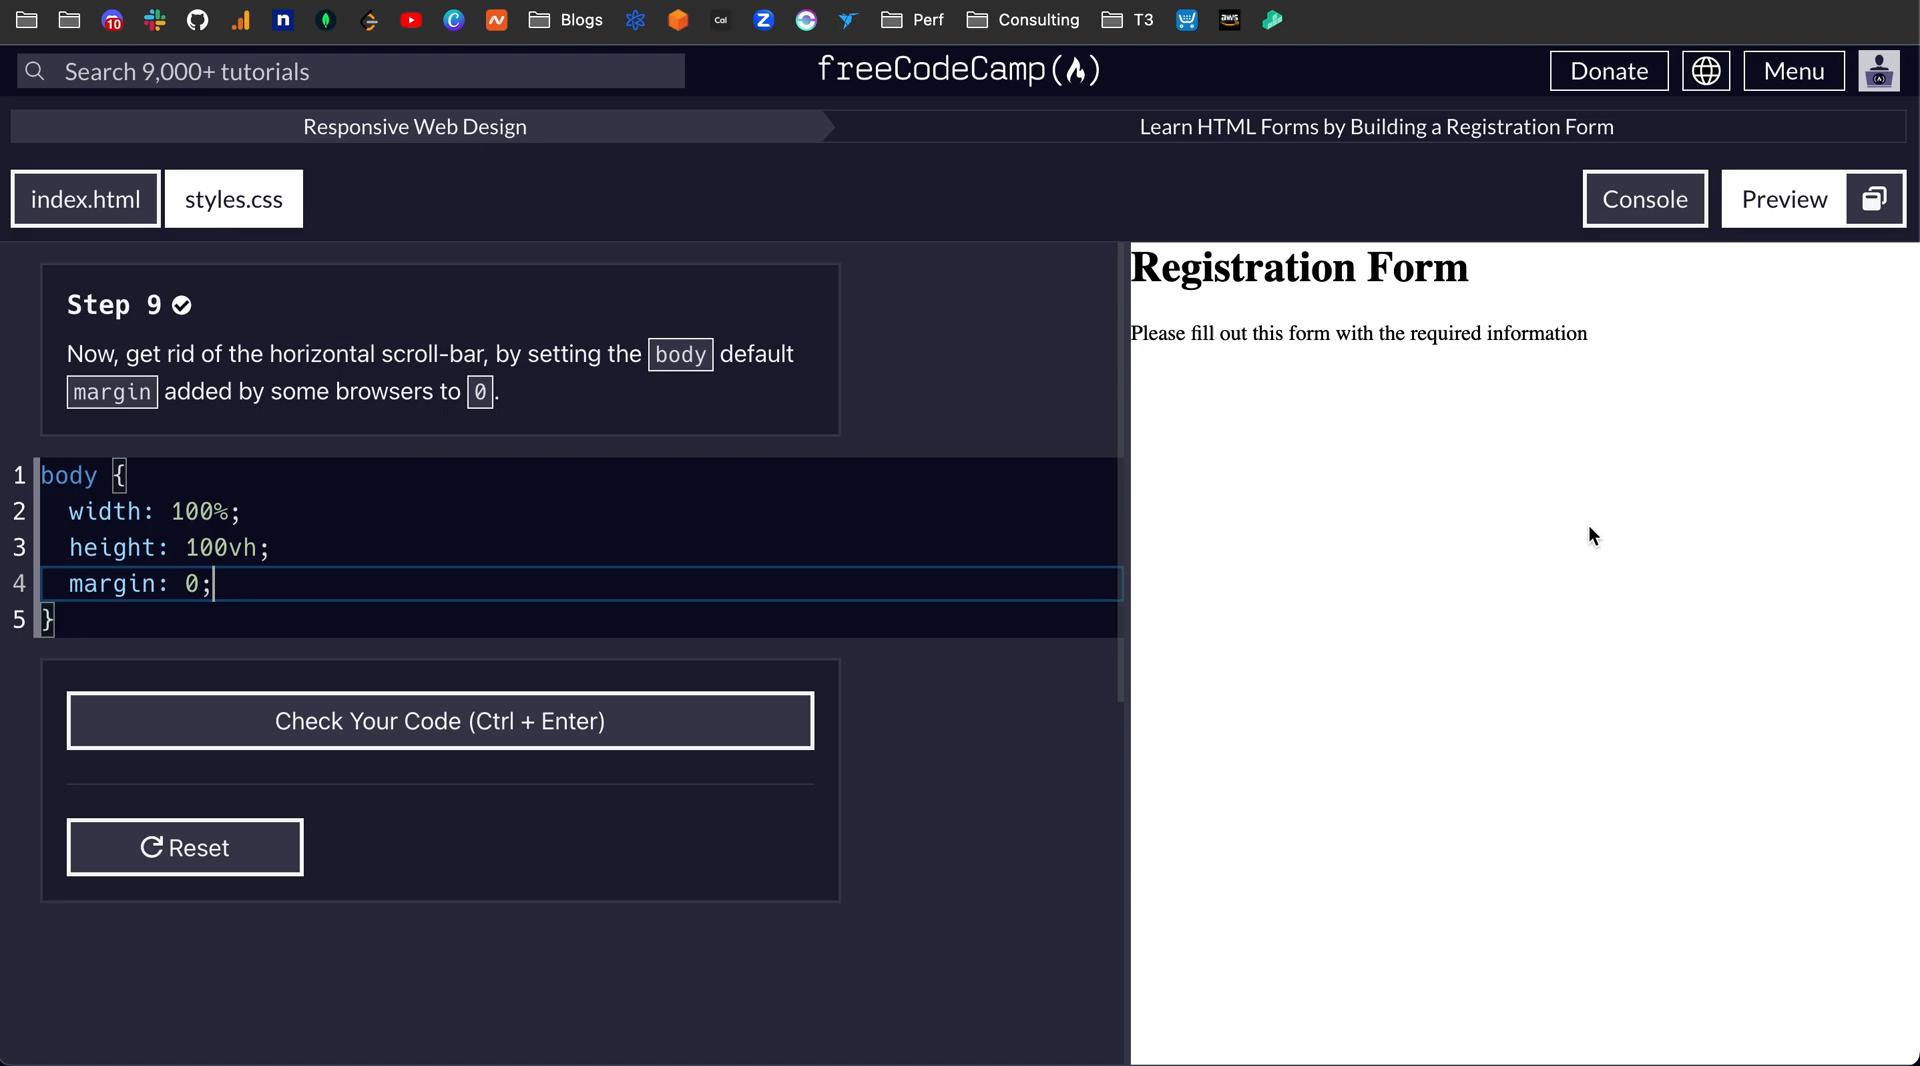 10
Cal
Blogs
Perf
Consulting
T3
aws
Search 9,000+ tutorials
freeCodeCamp(🔥)
Donate
Menu
Responsive Web Design
Learn HTML Forms by Building a Registration Form
index.html
styles.css
Console
Preview
Step 9
Now, get rid of the horizontal scroll-bar, by setting the body default
margin added by some browsers to 0.
1 body {
2 width: 100%;
3 height: 100vh;
4 margin: 0;
5 }
Check Your Code (Ctrl + Enter)
Reset
Registration Form
Please fill out this form with the required information